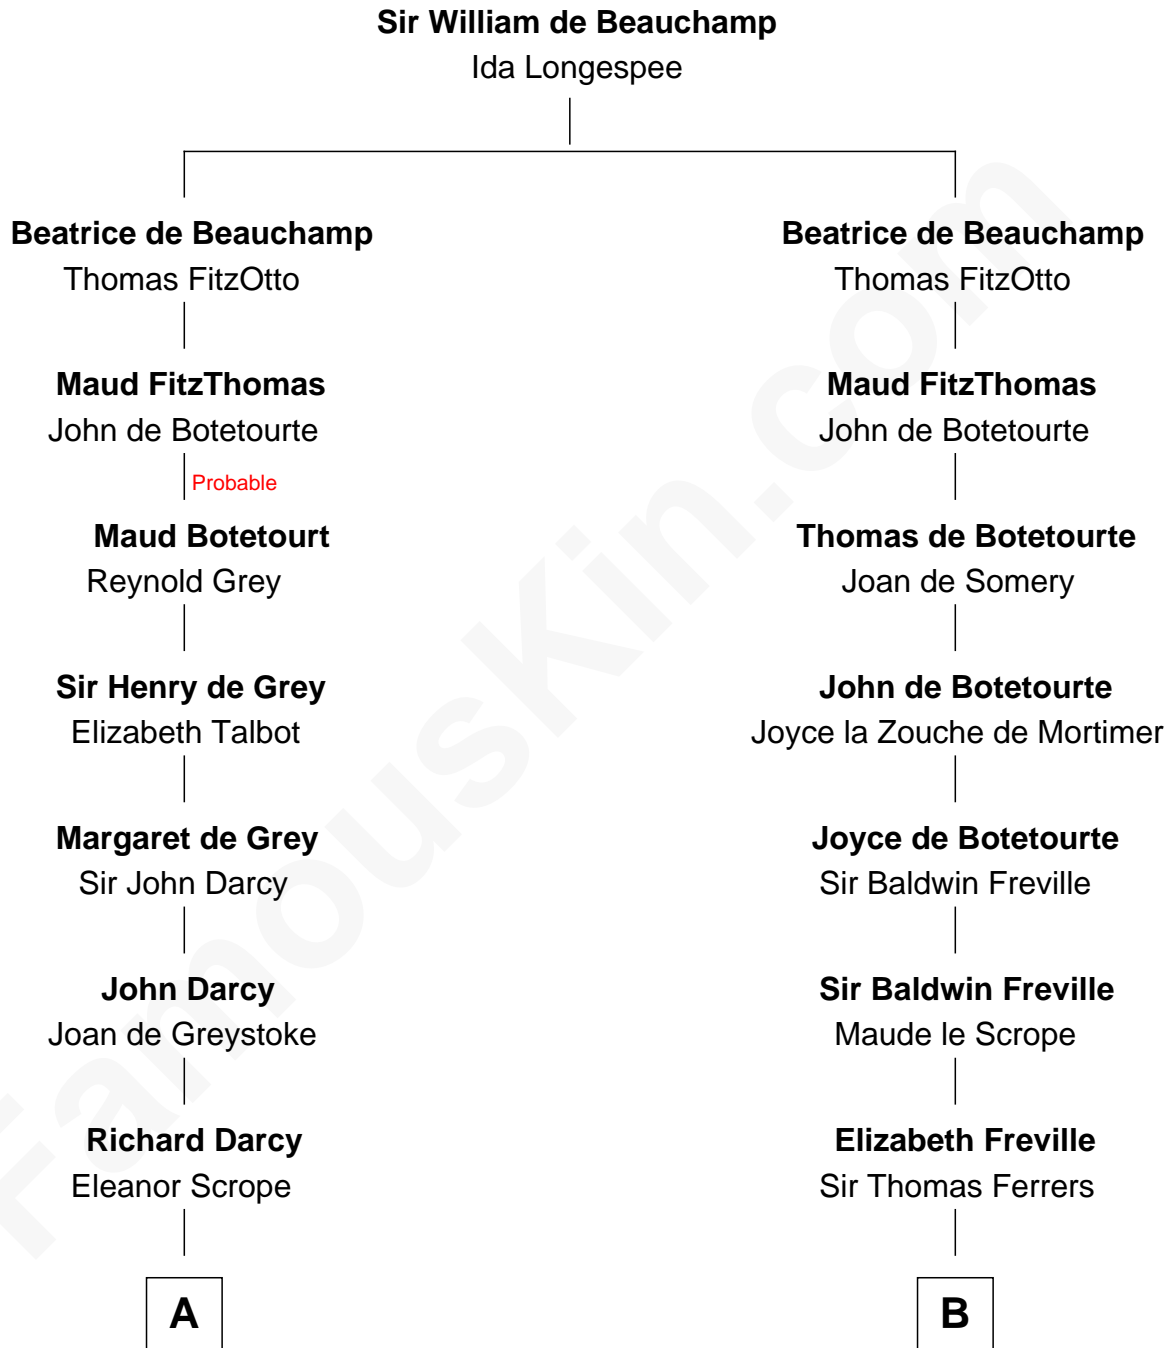 Sir William de Beauchamp
Ida Longespee
Beatrice de Beauchamp
Thomas FitzOtto
Maud FitzThomas
John de Botetourte
Probable
Maud Botetourt
Reynold Grey
Sir Henry de Grey
Elizabeth Talbot
Margaret de Grey
Sir John Darcy
John Darcy
Joan de Greystoke
Richard Darcy
Eleanor Scrope
A
Beatrice de Beauchamp
Thomas FitzOtto
Maud FitzThomas
John de Botetourte
Thomas de Botetourte
Joan de Somery
John de Botetourte
Joyce la Zouche de Mortimer
Joyce de Botetourte
Sir Baldwin Freville
Sir Baldwin Freville
Maude le Scrope
Elizabeth Freville
Sir Thomas Ferrers
B
FamousKin.com